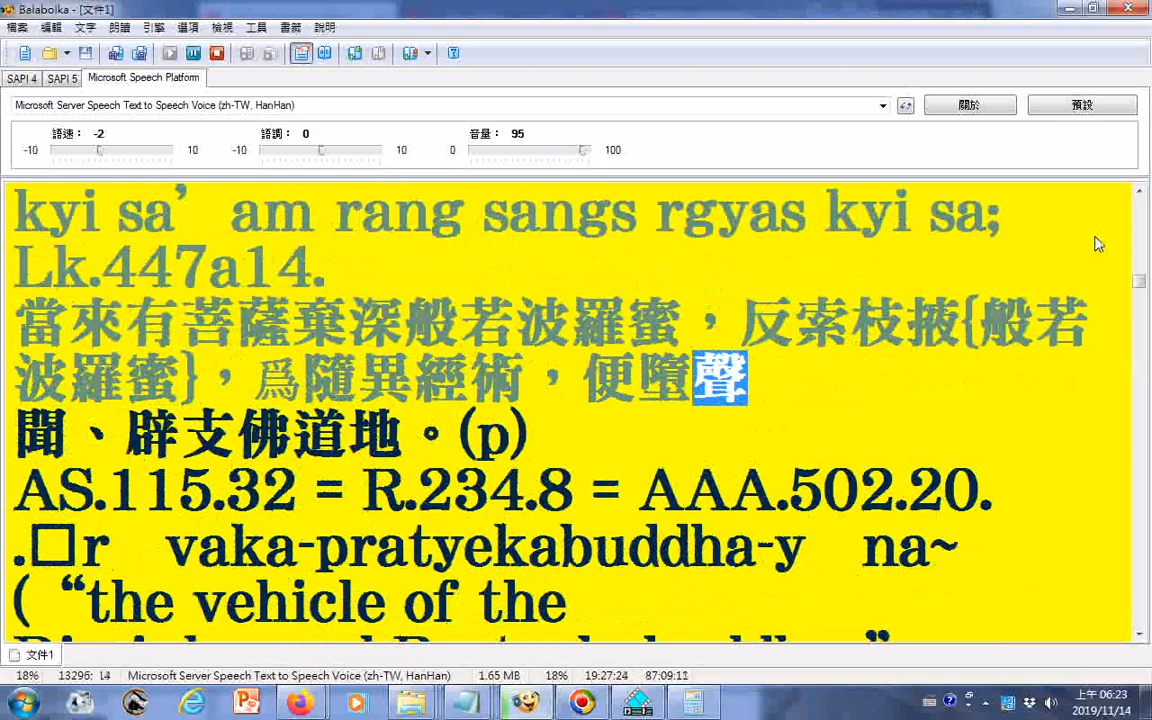 Balabolka - [文件1]
檔案 編輯 文字 朗讀 引擎 選項 檢視 工具 書籤 說明
SAPI 4 SAPI 5 Microsoft Speech Platform
Microsoft Server Speech Text to Speech Voice (zh-TW, HanHan) 關於 預設
語速： -2 語調： 0 音量： 95
-10 10 -10 10 0 100
kyi sa’am rang sangs rgyas kyi sa;
Lk.447a14.
當來有菩薩棄深般若波羅蜜，反索枝掖{般若
波羅蜜}，爲隨異經術，便墮聲
聞、辟支佛道地。(p)
AS.115.32 = R.234.8 = AAA.502.20.
.□r vaka-pratyekabuddha-y na~
( “the vehicle of the
文件1
18% 13296: 14 Microsoft Server Speech Text to Speech Voice (zh-TW, HanHan) 1.65 MB 18% 19:27:24 87:09:11
上午 06:23
2019/11/14